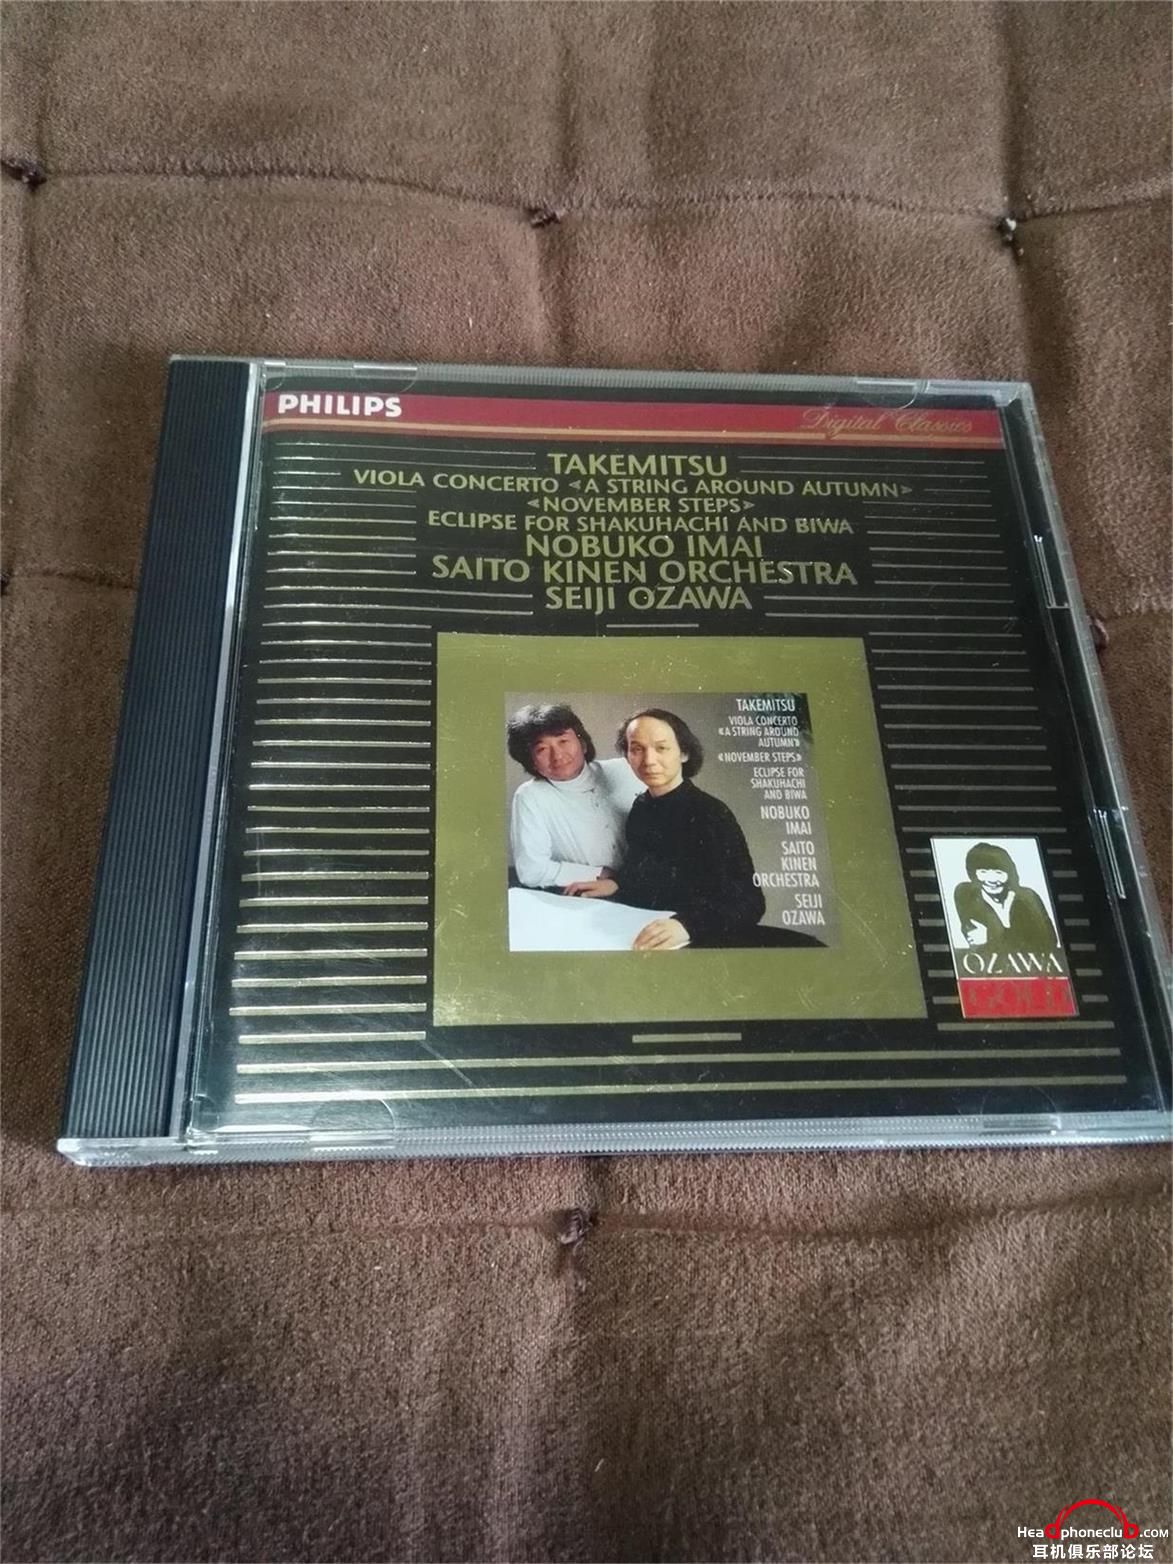 PHILIPS
Digital Classics
TAKEMITSU
VIOLA CONCERTO <A STRING AROUND AUTUMN>
<NOVEMBER STEPS>
ECLIPSE FOR SHAKUHACHI AND BIWA
NOBUKO IMAI
SAITO KINEN ORCHESTRA
SEIJI OZAWA
TAKEMITSU
VIOLA CONCERTO
«A STRING AROUND
AUTUMN»
«NOVEMBER STEPS»
ECLIPSE FOR
SHAKUHACHI
AND BIWA
NOBUKO
IMAI
SAITO
KINEN
ORCHESTRA
SEIJI
OZAWA
OZAWA
GOLD
Headphoneclub.com
耳机俱乐部论坛